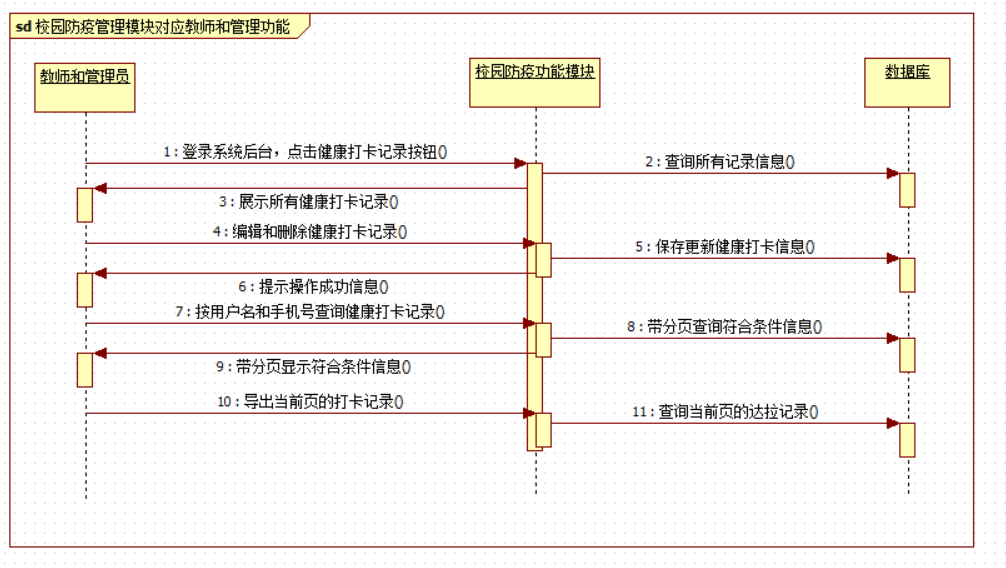 sd 校园防疫管理模块对应教师和管理功能
教师和管理员
校园防疫功能模块
数据库
1 : 登录系统后台，点击健康打卡记录按钮()
2 : 查询所有记录信息()
3 : 展示所有健康打卡记录()
4 : 编辑和删除健康打卡记录()
5 : 保存更新健康打卡信息()
6 : 提示操作成功信息()
7 : 按用户名和手机号查询健康打卡记录()
8 : 带分页查询符合条件信息()
9 : 带分页显示符合条件信息()
10 : 导出当前页的打卡记录()
11 : 查询当前页的达拉记录()